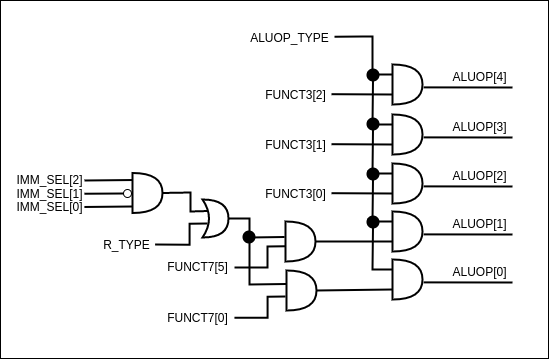 ALUOP_TYPE
ALUOP[4]
FUNCT3[2]
ALUOP[3]
FUNCT3[1]
ALUOP[2]
IMM_SEL[2]
IMM_SEL[1]
FUNCT3[0]
IMM_SEL[0]
ALUOP[1]
R_TYPE
FUNCT7[5]
ALUOP[0]
FUNCT7[0]